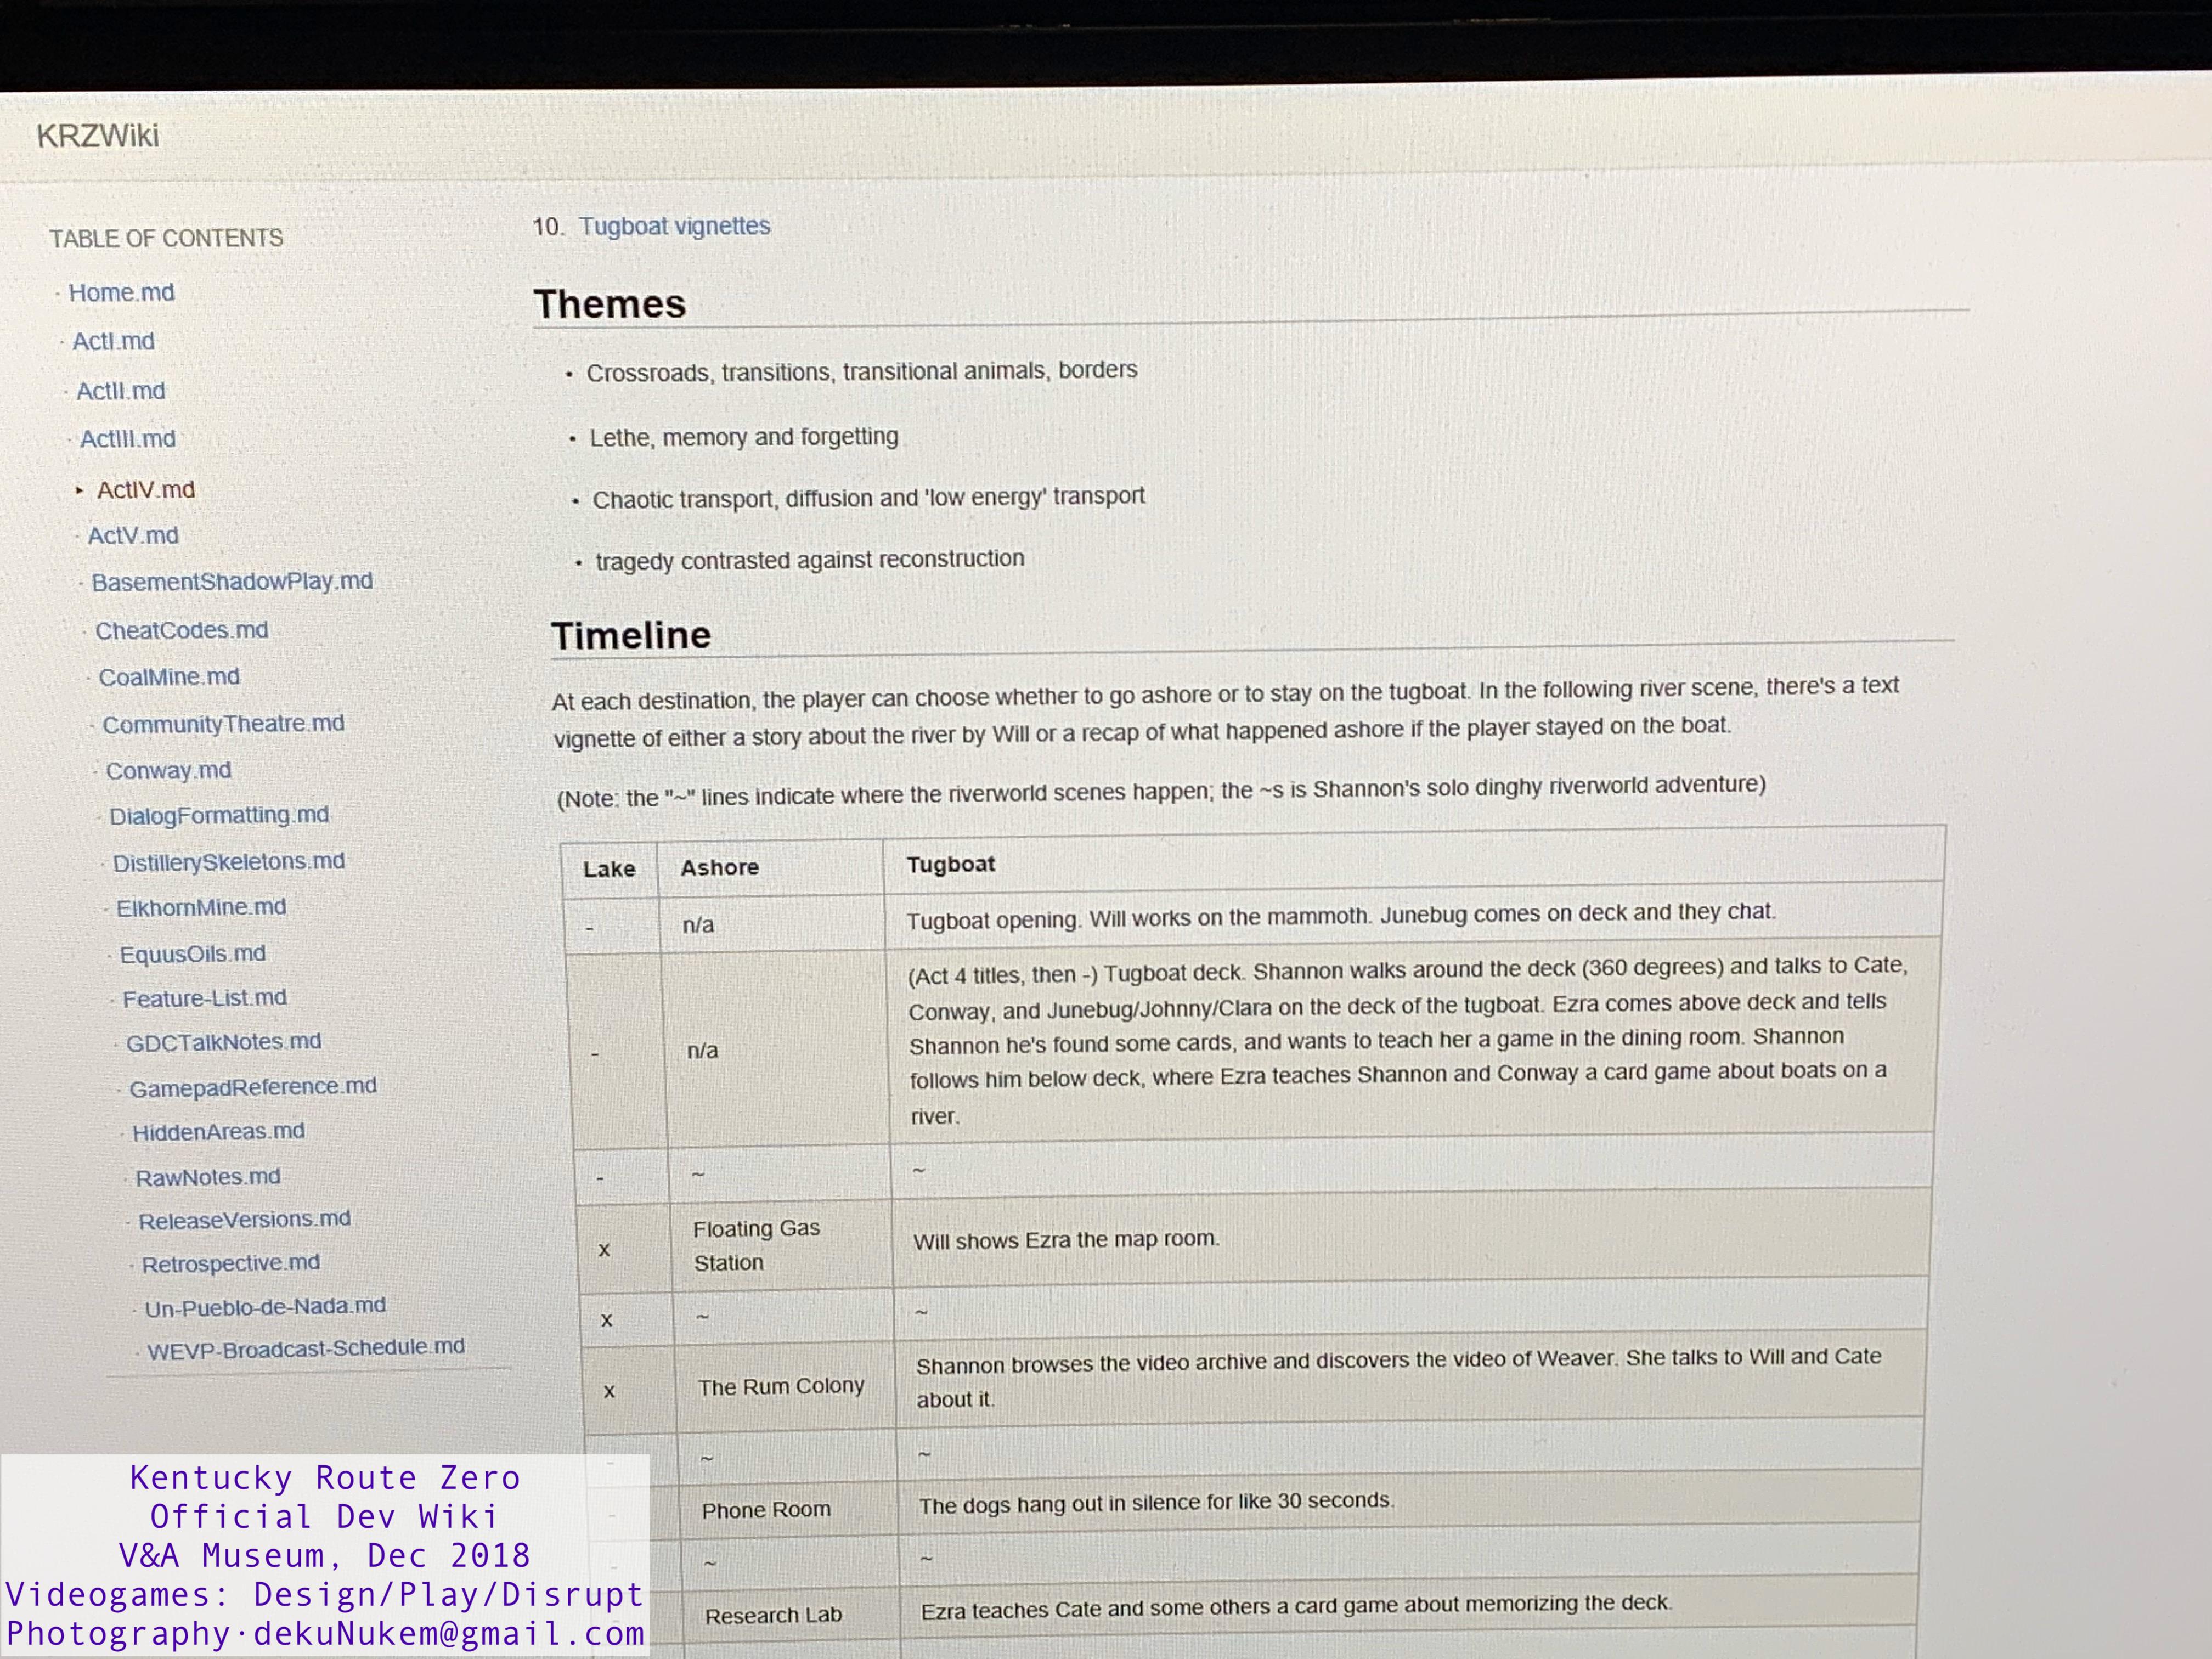 KRZWiki
TABLE OF CONTENTS
Home.md
ActI.md
ActII.md
ActIII.md
ActIV.md
ActV.md
BasementShadowPlay.md
CheatCodes.md
CoalMine.md
CommunityTheatre.md
Conway.md
DialogFormatting.md
DistillerySkeletons.md
ElkhornMine.md
EquusOils.md
Feature-List.md
GDCTalkNotes.md
GamepadReference.md
HiddenAreas.md
RawNotes.md
ReleaseVersions.md
Retrospective.md
Un-Pueblo-de-Nada.md
WEVP-Broadcast-Schedule.md
10. Tugboat vignettes
Themes
• Crossroads, transitions, transitional animals, borders
• Lethe, memory and forgetting
• Chaotic transport, diffusion and 'low energy' transport
• tragedy contrasted against reconstruction
Timeline
At each destination, the player can choose whether to go ashore or to stay on the tugboat. In the following river scene, there's a text
vignette of either a story about the river by Will or a recap of what happened ashore if the player stayed on the boat.
(Note: the "~" lines indicate where the riverworld scenes happen; the ~s is Shannon's solo dinghy riverworld adventure)
Lake Ashore Tugboat
- n/a Tugboat opening. Will works on the mammoth. Junebug comes on deck and they chat.
(Act 4 titles, then -) Tugboat deck. Shannon walks around the deck (360 degrees) and talks to Cate,
Conway, and Junebug/Johnny/Clara on the deck of the tugboat. Ezra comes above deck and tells
- n/a Shannon he's found some cards, and wants to teach her a game in the dining room. Shannon
follows him below deck, where Ezra teaches Shannon and Conway a card game about boats on a
river.
- ~ ~
x Floating Gas
Station Will shows Ezra the map room.
x ~ ~
x The Rum Colony Shannon browses the video archive and discovers the video of Weaver. She talks to Will and Cate
about it.
- ~ ~
- Phone Room The dogs hang out in silence for like 30 seconds.
- ~ ~
- Research Lab Ezra teaches Cate and some others a card game about memorizing the deck.
Kentucky Route Zero
Official Dev Wiki
V&A Museum, Dec 2018
Videogames: Design/Play/Disrupt
Photography·dekuNukem@gmail.com